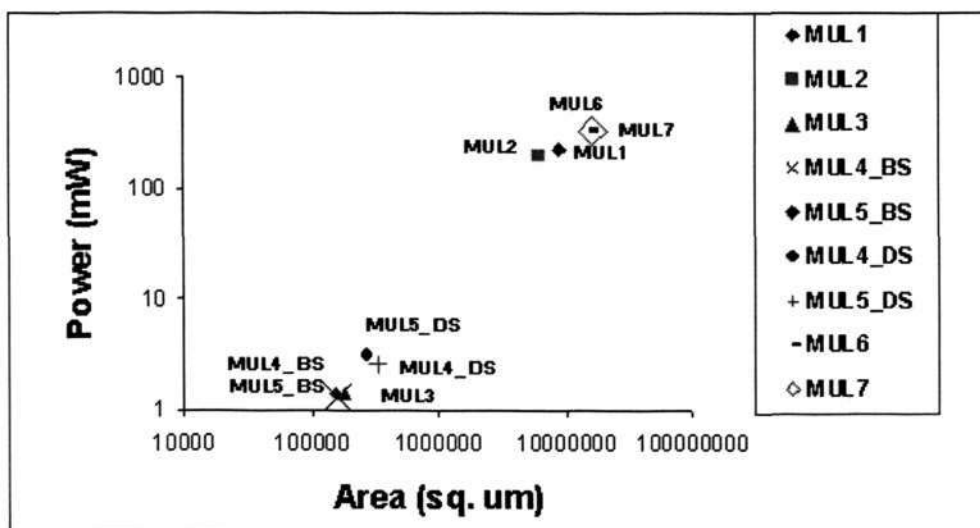 1000
100
10
1
Power (mW)
MUL6
MUL7
MUL2
MUL1
MUL5_DS
MUL4_BS
MUL4_DS
MUL5_BS
MUL3
10000
100000
1000000
10000000
100000000
Area (sq. um)
MUL1
MUL2
MUL3
MUL4_BS
MUL5_BS
MUL4_DS
MUL5_DS
MUL6
MUL7